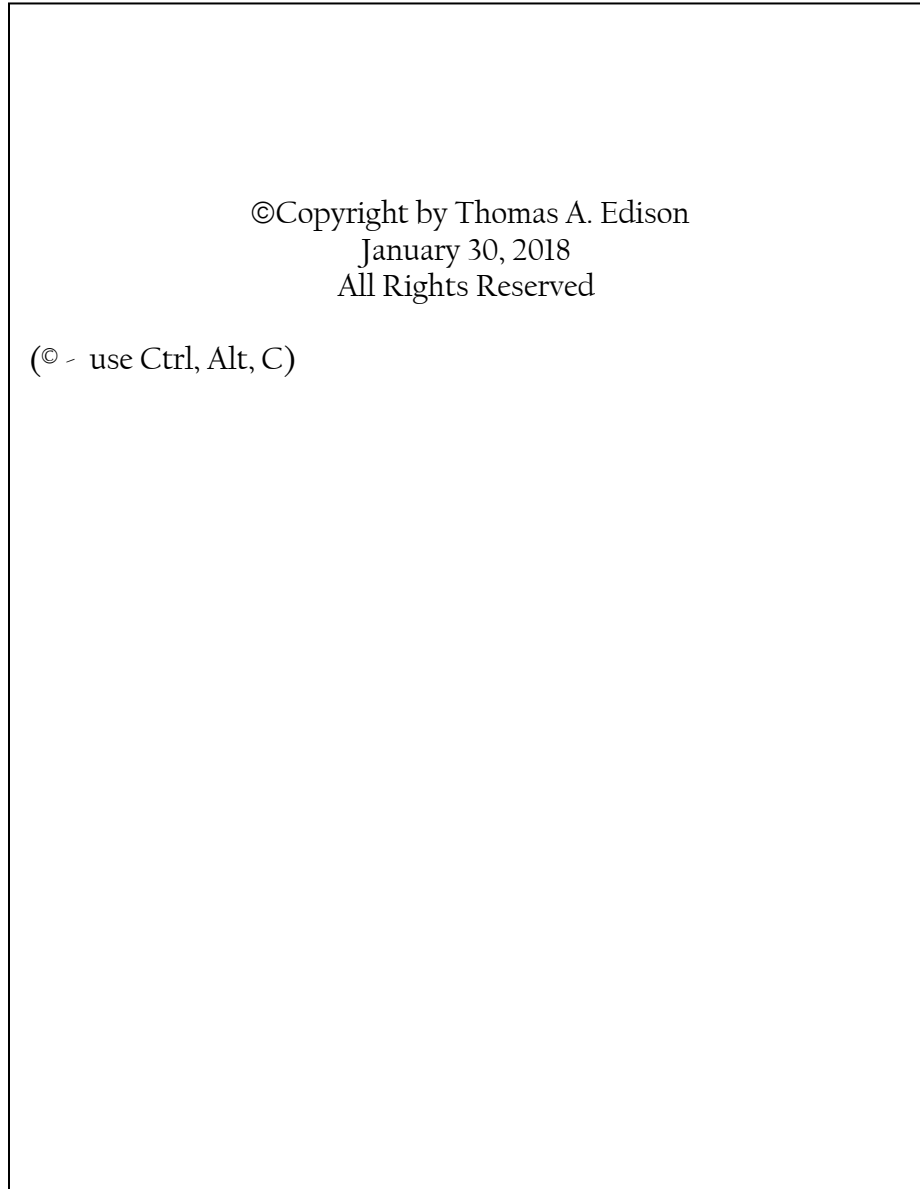 ©Copyright by Thomas A. Edison
January 30, 2018
All Rights Reserved
(© - use Ctrl, Alt, C)